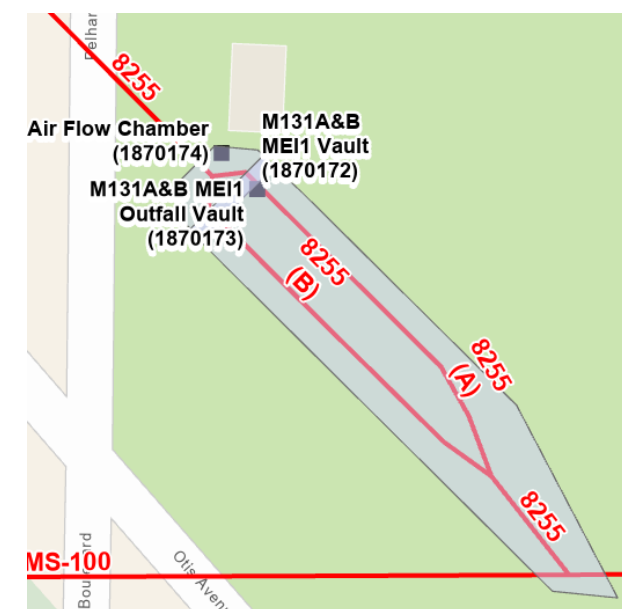 Delhar
8255
Air Flow Chamber
(1870174)
M131A&B
MEI1 Vault
(1870172)
M131A&B MEI1
Outfall Vault
(1870173)
8255
(B)
8255
(A)
8255
MS-100
Boulevard
Otis Avenu